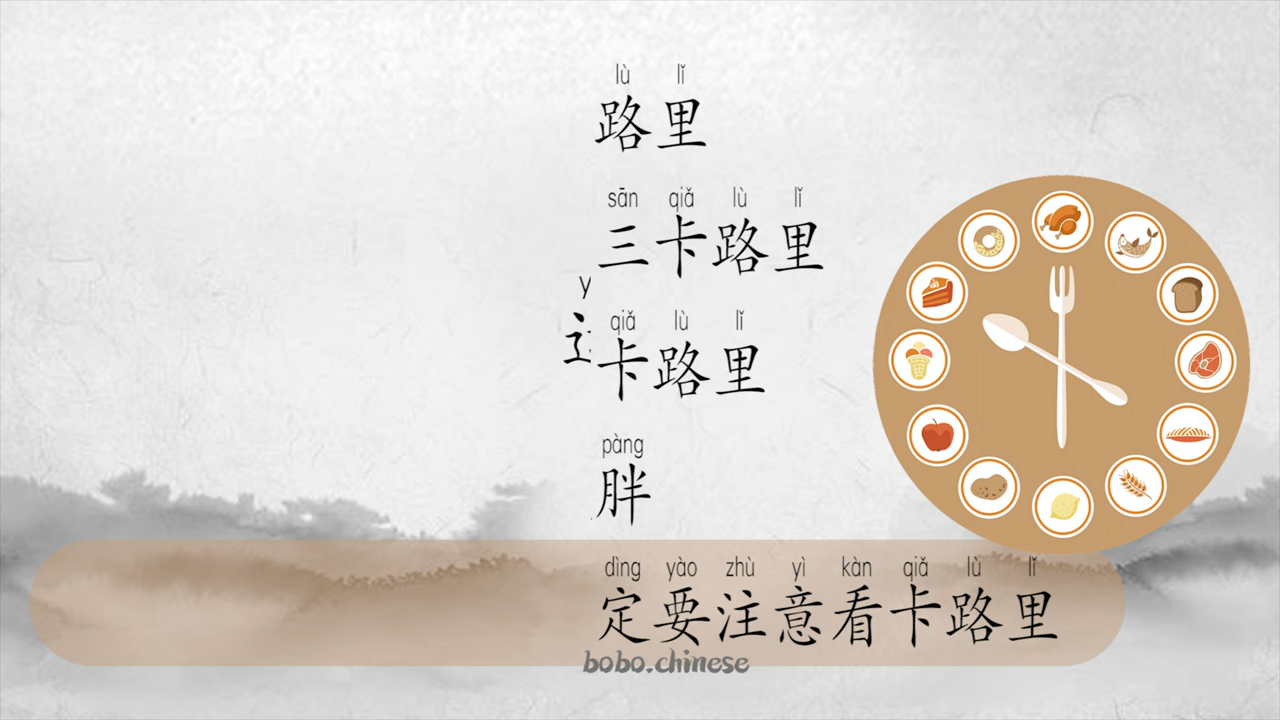 lù lǐ
路里
sān qiǎ lù lǐ
三卡路里
qiǎ lù lǐ
卡路里
pàng
胖
dìng yào zhù yì kàn qiǎ lù lǐ
定要注意看卡路里
bobo.chinese